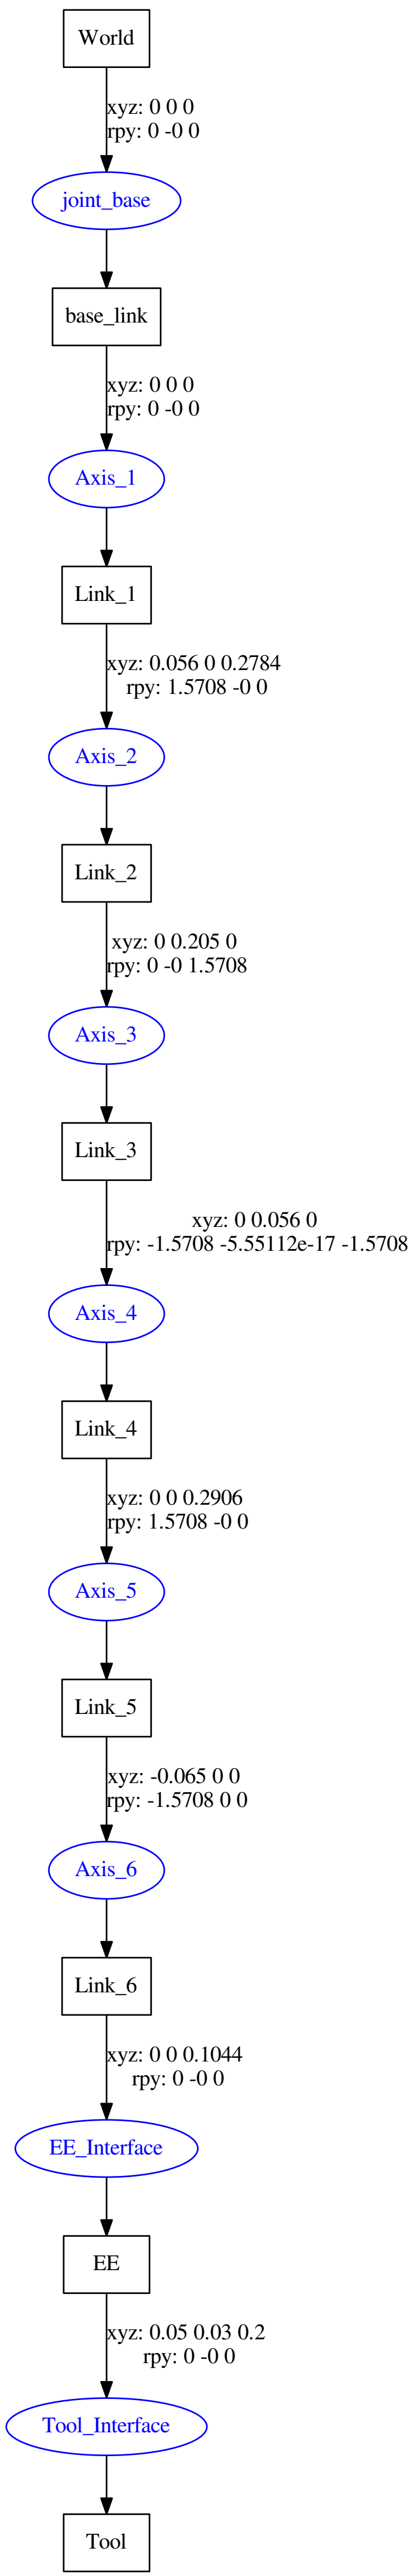 World
xyz: 0 0 0
rpy: 0 -0 0
joint_base
base_link
xyz: 0 0 0
rpy: 0 -0 0
Axis_1
Link_1
xyz: 0.056 0 0.2784
rpy: 1.5708 -0 0
Axis_2
Link_2
xyz: 0 0.205 0
rpy: 0 -0 1.5708
Axis_3
Link_3
xyz: 0 0.056 0
rpy: -1.5708 -5.55112e-17 -1.5708
Axis_4
Link_4
xyz: 0 0 0.2906
rpy: 1.5708 -0 0
Axis_5
Link_5
xyz: -0.065 0 0
rpy: -1.5708 0 0
Axis_6
Link_6
xyz: 0 0 0.1044
rpy: 0 -0 0
EE_Interface
EE
xyz: 0.05 0.03 0.2
rpy: 0 -0 0
Tool_Interface
Tool